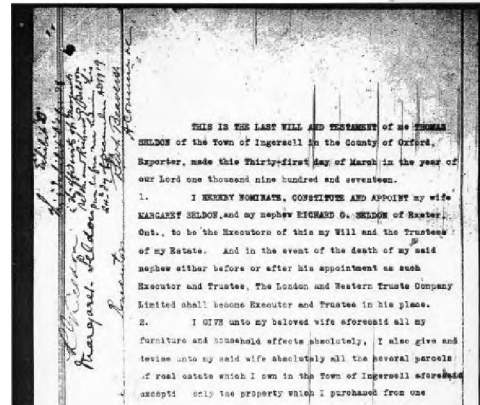 THIS IS THE LAST WILL AND TESTAMENT of me THOMAS
SELDON of the Town of Ingersoll in the County of Oxford,
Exporter, made this Thirty-first day of March in the year of
our Lord one thousand nine hundred and seventeen.
1. I HEREBY NOMINATE, CONSTITUTE AND APPOINT my wife
MARGARET SELDON, and my nephew RICHARD G. SELDON of Exeter,
Ont., to be the Executors of this my Will and the Trustees
of my Estate. And in the event of the death of my said
nephew either before or after his appointment as such
Executor and Trustee, The London and Western Trusts Company
Limited shall become Executor and Trustee in his place.
2. I GIVE unto my beloved wife aforesaid all my
furniture and household effects absolutely, I also give and
devise unto my said wife absolutely all the several parcels
of real estate which I own in the Town of Ingersoll aforesaid
excepti only the property which I purchased from one
Margaret Seldon
Executors